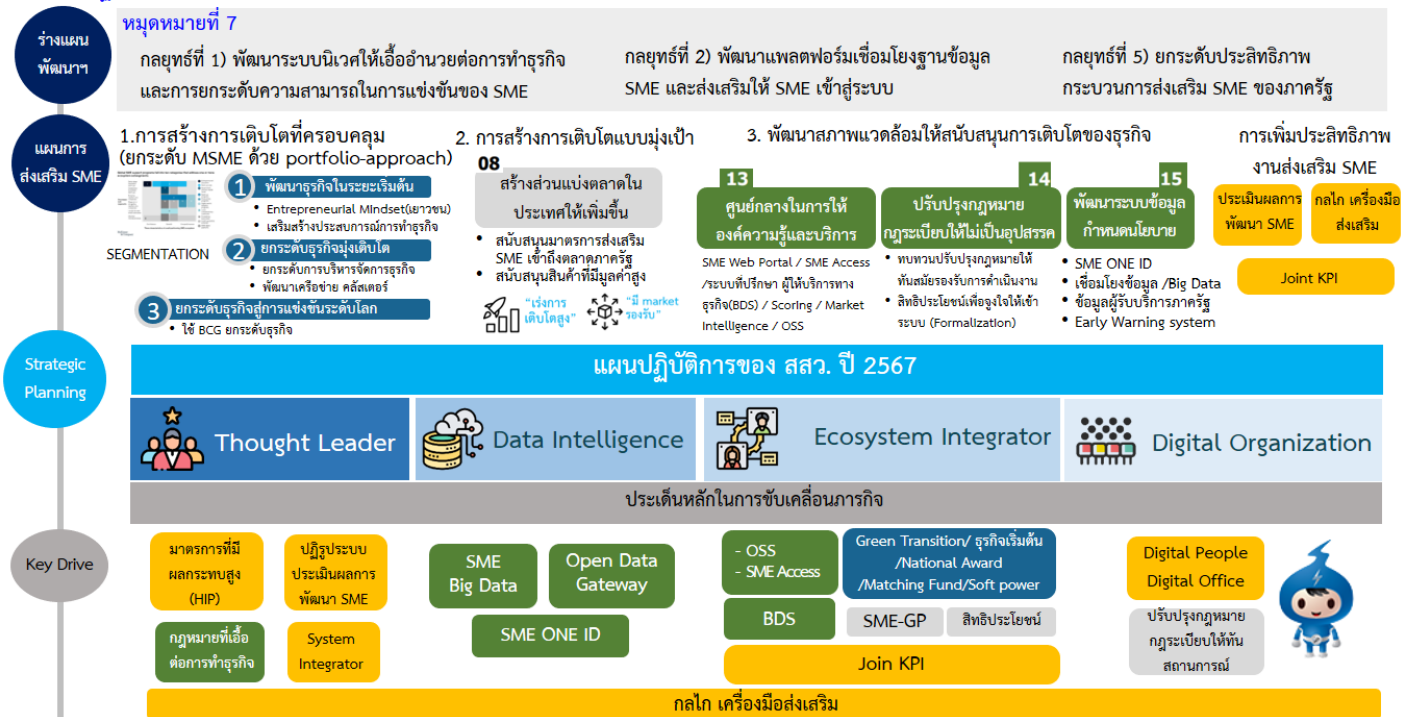 ร่างแผน
พัฒนาฯ
หมุดหมายที่ 7
กลยุทธ์ที่ 1) พัฒนาระบบนิเวศให้เอื้ออำนวยต่อการทำธุรกิจ
และการยกระดับความสามารถในการแข่งขันของ SME
กลยุทธ์ที่ 2) พัฒนาแพลตฟอร์มเชื่อมโยงฐานข้อมูล
SME และส่งเสริมให้ SME เข้าสู่ระบบ
กลยุทธ์ที่ 5) ยกระดับประสิทธิภาพ
กระบวนการส่งเสริม SME ของภาครัฐ
แผนการ
ส่งเสริม SME
1.การสร้างการเติบโตที่ครอบคลุม
(ยกระดับ MSME ด้วย portfolio-approach)
SEGMENTATION
1 พัฒนาธุรกิจในระยะเริ่มต้น
• Entrepreneurial Mindset(เยาวชน)
• เสริมสร้างประสบการณ์การทำธุรกิจ
2 ยกระดับธุรกิจมุ่งเติบโต
• ยกระดับการบริหารจัดการธุรกิจ
• พัฒนาเครือข่าย คลัสเตอร์
3 ยกระดับธุรกิจสู่การแข่งขันระดับโลก
• ใช้ BCG ยกระดับธุรกิจ
2. การสร้างการเติบโตแบบมุ่งเป้า
08
สร้างส่วนแบ่งตลาดใน
ประเทศให้เพิ่มขึ้น
• สนับสนุนมาตรการส่งเสริม
SME เข้าถึงตลาดภาครัฐ
• สนับสนุนสินค้าที่มีมูลค่าสูง
"เร่งการ
เติบโตสูง"
"มี market
รองรับ"
3. พัฒนาสภาพแวดล้อมให้สนับสนุนการเติบโตของธุรกิจ
13
ศูนย์กลางในการให้
องค์ความรู้และบริการ
SME Web Portal / SME Access
/ระบบที่ปรึกษา ผู้ให้บริการทาง
ธุรกิจ(BDS) / Scoring / Market
Intelligence / OSS
14
ปรับปรุงกฎหมาย
กฎระเบียบให้ไม่เป็นอุปสรรค
• ทบทวนปรับปรุงกฎหมายให้
ทันสมัยรองรับการดำเนินงาน
• สิทธิประโยชน์เพื่อจูงใจให้เข้า
ระบบ (Formalization)
15
พัฒนาระบบข้อมูล
กำหนดนโยบาย
• SME ONE ID
• เชื่อมโยงข้อมูล /Big Data
• ข้อมูลผู้รับบริการภาครัฐ
• Early Warning system
การเพิ่มประสิทธิภาพ
งานส่งเสริม SME
ประเมินผลการ
พัฒนา SME
กลไก เครื่องมือ
ส่งเสริม
Joint KPI
Strategic
Planning
แผนปฏิบัติการของ สสว. ปี 2567
Thought Leader
Data Intelligence
Ecosystem Integrator
Digital Organization
ประเด็นหลักในการขับเคลื่อนภารกิจ
Key Drive
มาตรการที่มี
ผลกระทบสูง
(HIP)
ปฏิรูประบบ
ประเมินผลการ
พัฒนา SME
กฎหมายที่เอื้อ
ต่อการทำธุรกิจ
System
Integrator
SME
Big Data
Open Data
Gateway
SME ONE ID
- OSS
- SME Access
Green Transition/ ธุรกิจเริ่มต้น
/National Award
/Matching Fund/Soft power
BDS
SME-GP
สิทธิประโยชน์
Join KPI
Digital People
Digital Office
ปรับปรุงกฎหมาย
กฎระเบียบให้ทัน
สถานการณ์
กลไก เครื่องมือส่งเสริม